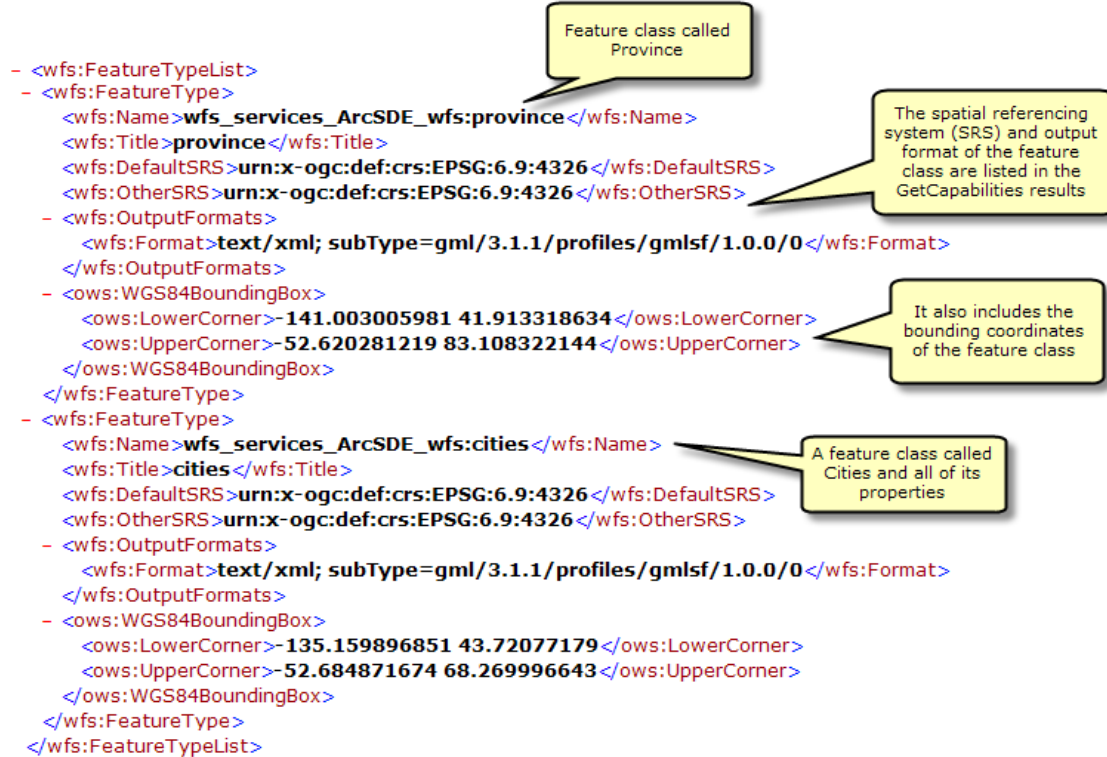 Feature class called
Province
– <wfs:FeatureTypeList>
– <wfs:FeatureType>
<wfs:Name>wfs_services_ArcSDE_wfs:province</wfs:Name>
<wfs:Title>province</wfs:Title>
<wfs:DefaultSRS>urn:x-ogc:def:crs:EPSG:6.9:4326</wfs:DefaultSRS>
<wfs:OtherSRS>urn:x-ogc:def:crs:EPSG:6.9:4326</wfs:OtherSRS>
The spatial referencing
system (SRS) and output
format of the feature
class are listed in the
GetCapabilities results
– <wfs:OutputFormats>
<wfs:Format>text/xml; subType=gml/3.1.1/profiles/gmlsf/1.0.0/0</wfs:Format>
</wfs:OutputFormats>
– <ows:WGS84BoundingBox>
<ows:LowerCorner>-141.003005981 41.913318634</ows:LowerCorner>
<ows:UpperCorner>-52.620281219 83.108322144</ows:UpperCorner>
It also includes the
bounding coordinates
of the feature class
</ows:WGS84BoundingBox>
</wfs:FeatureType>
– <wfs:FeatureType>
<wfs:Name>wfs_services_ArcSDE_wfs:cities</wfs:Name>
A feature class called
Cities and all of its
properties
<wfs:Title>cities</wfs:Title>
<wfs:DefaultSRS>urn:x-ogc:def:crs:EPSG:6.9:4326</wfs:DefaultSRS>
<wfs:OtherSRS>urn:x-ogc:def:crs:EPSG:6.9:4326</wfs:OtherSRS>
– <wfs:OutputFormats>
<wfs:Format>text/xml; subType=gml/3.1.1/profiles/gmlsf/1.0.0/0</wfs:Format>
</wfs:OutputFormats>
– <ows:WGS84BoundingBox>
<ows:LowerCorner>-135.159896851 43.72077179</ows:LowerCorner>
<ows:UpperCorner>-52.684871674 68.269996643</ows:UpperCorner>
</ows:WGS84BoundingBox>
</wfs:FeatureType>
</wfs:FeatureTypeList>